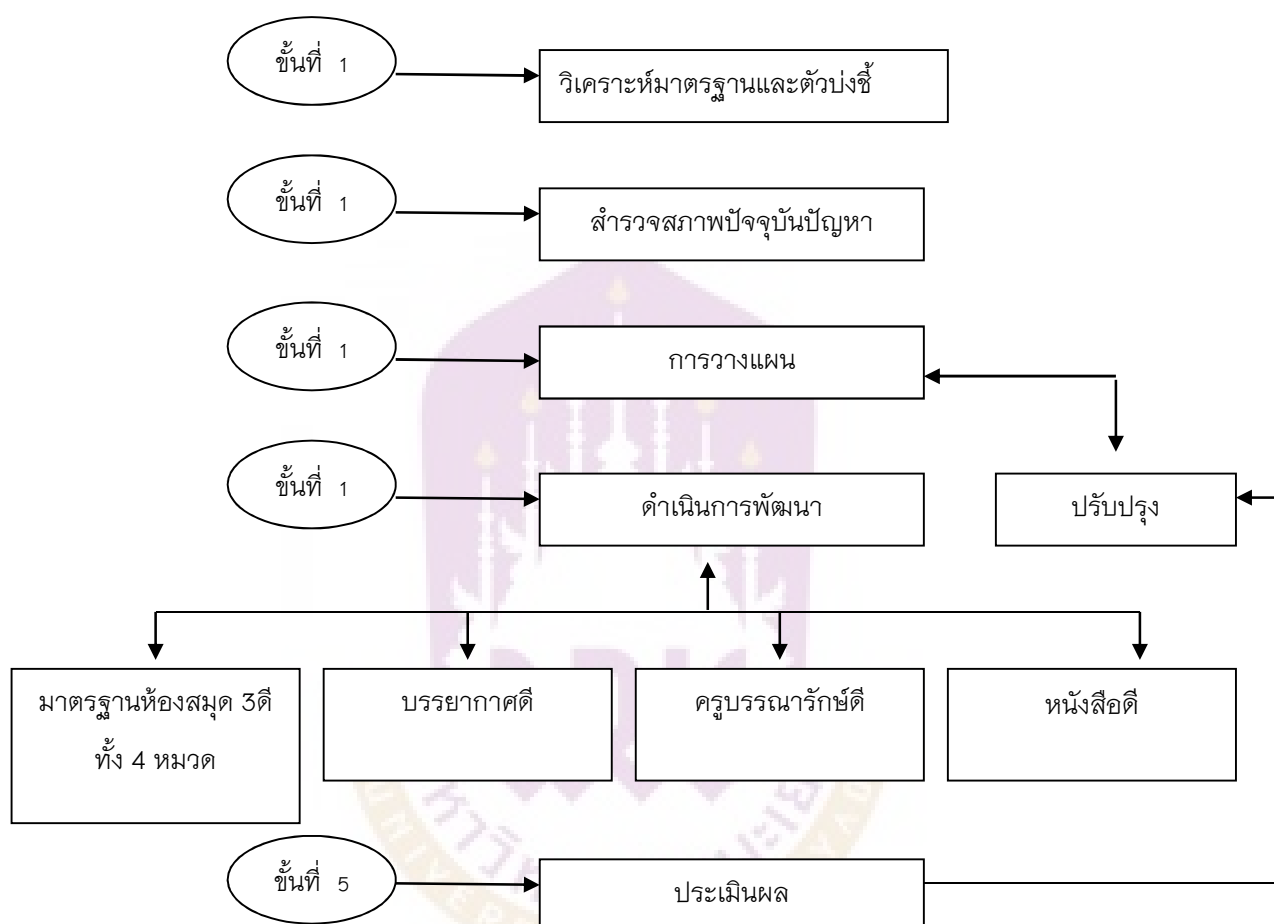 ขั้นที่ 1
วิเคราะห์มาตรฐานและตัวบ่งชี้
ขั้นที่ 1
สำรวจสภาพปัจจุบันปัญหา
ขั้นที่ 1
การวางแผน
ขั้นที่ 1
ดำเนินการพัฒนา
ปรับปรุง
มาตรฐานห้องสมุด 3ดี
ทั้ง 4 หมวด
บรรยากาศดี
ครูบรรณารักษ์ดี
หนังสือดี
ขั้นที่ 5
ประเมินผล